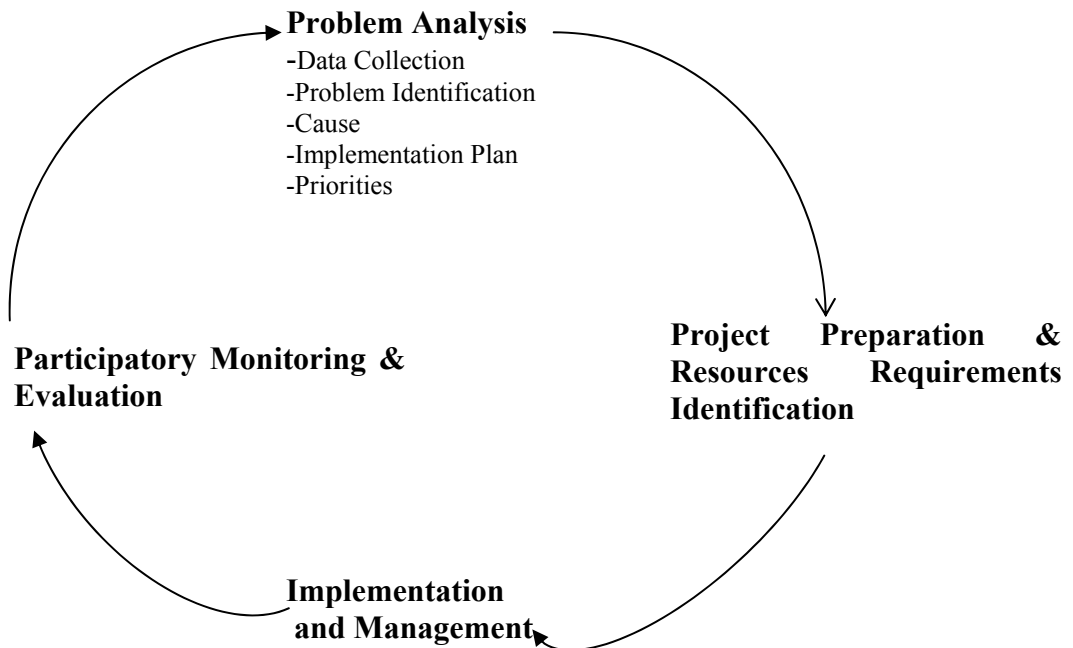 Problem Analysis
-Data Collection
-Problem Identification
-Cause
-Implementation Plan
-Priorities
Project Preparation &
Resources Requirements
Identification
Implementation
and Management
Participatory Monitoring &
Evaluation